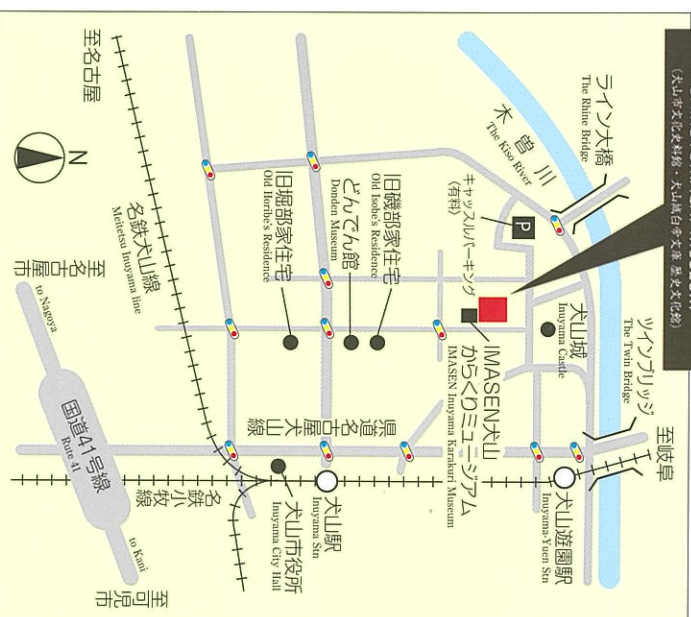 (犬山市文化史料館・犬山城白帝文庫 歴史文化館)
ライン大橋
The Rhine Bridge
木曽川
The Kiso River
ツインブリッジ
The Twin Bridge
至岐阜
犬山遊園駅
Inuyama-Yuen Stn
犬山城
Inuyama Castle
P
キャッスルパーキング
(有料)
IMASEN犬山
からくりミュージアム
IMASEN Inuyama Karakuri Museum
旧磯部家住宅
Old Isobe's Residence
どんでん館
Donden Museum
旧堀部家住宅
Old Horibe's Residence
県道名古屋犬山線
犬山駅
Inuyama Stn
犬山市役所
Inuyama City Hall
名鉄小牧線
名鉄犬山線
Meitetsu Inuyama line
至名古屋
N
至名古屋市
to Nagoya
国道41号線
Rute 41
to Kani
至可児市